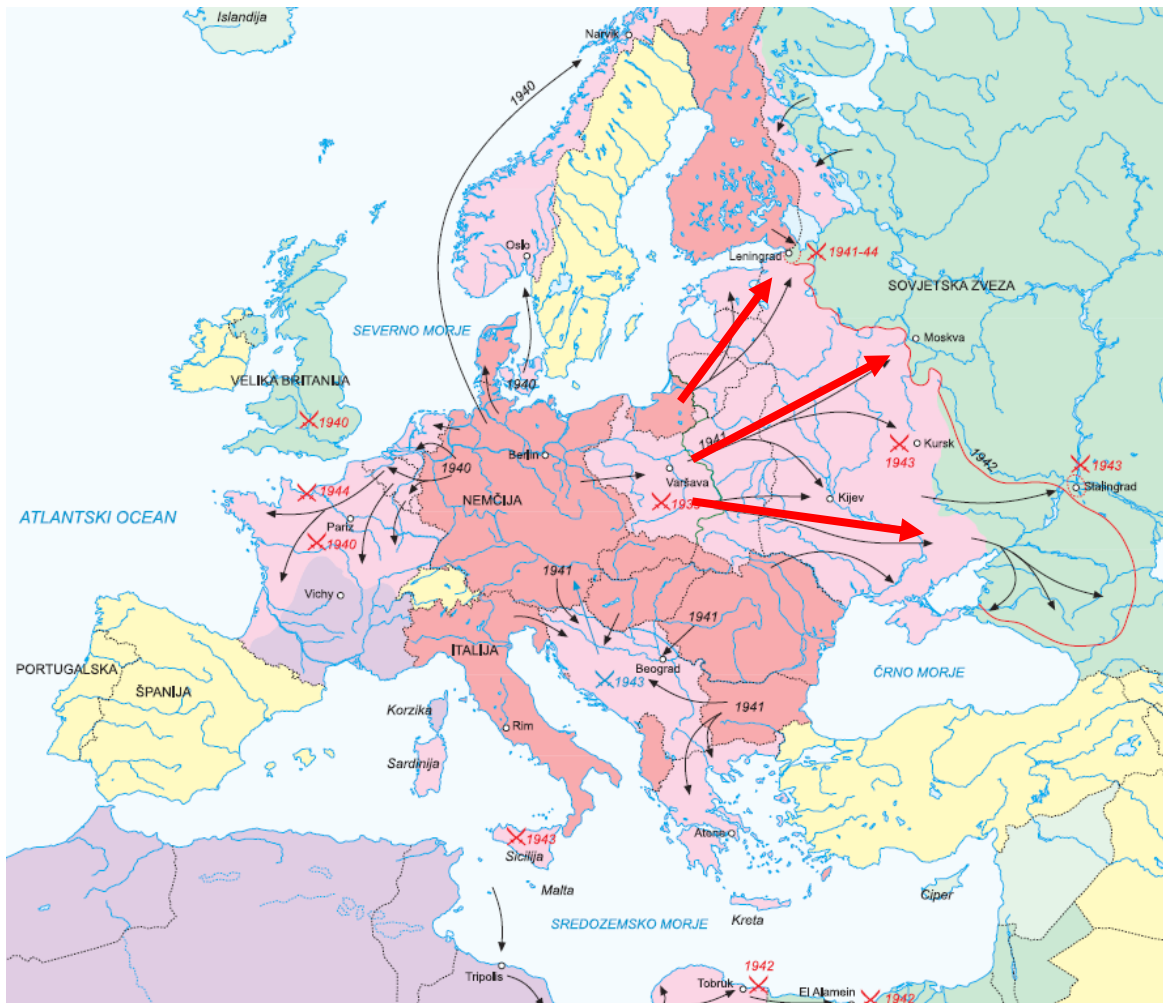 Islandija
Narvik
1940
Oslo
Leningrad
1941-44
SOVJETSKA ZVEZA
SEVERNO MORJE
Moskva
VELIKA BRITANIJA
1940
1940
1941
Kursk
1943
1942
1943
Stalingrad
Berlin
1940
Varšava
NEMČIJA
1944
Kijev
ATLANTSKI OCEAN
Pariz
1940
1941
Vichy
1941
ITALIJA
Beograd
PORTUGALSKA
ŠPANIJA
ČRNO MORJE
1943
Korzika
1941
Rim
Sardinija
Atene
1943
Sicilija
Malta
Ciper
Kreta
SREDOZEMSKO MORJE
Tripolis
1942
Tobruk
El Alamein
1942